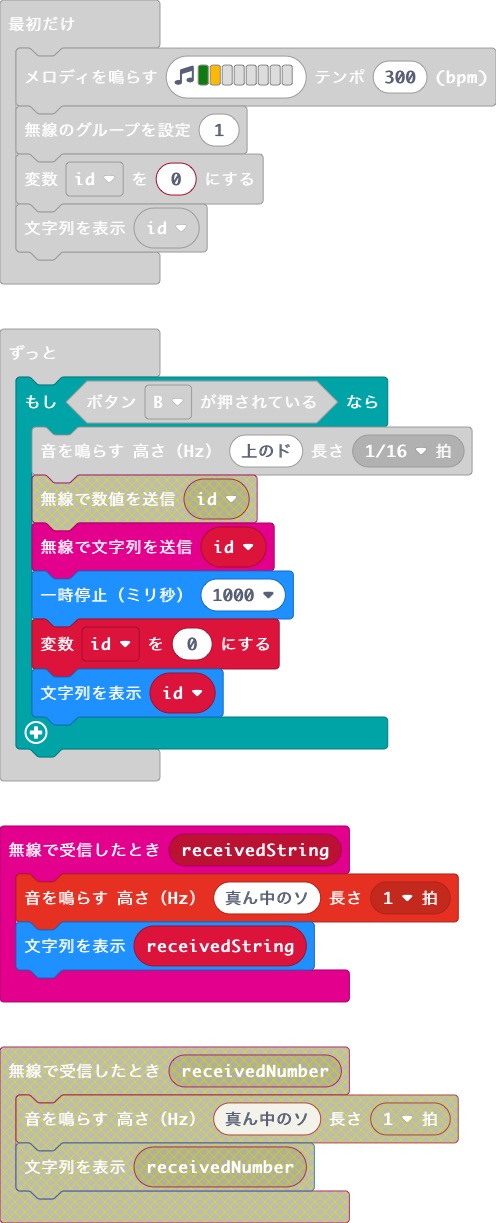 最初だけ
メロディを鳴らす テンポ 300 (bpm)
無線のグループを設定 1
変数 id を 0 にする
文字列を表示 id
ずっと
もし ボタン B が押されている なら
音を鳴らす 高さ（Hz） 上のド 長さ 1/16 拍
無線で数値を送信 id
無線で文字列を送信 id
一時停止（ミリ秒） 1000
変数 id を 0 にする
文字列を表示 id
無線で受信したとき receivedString
音を鳴らす 高さ（Hz） 真ん中のソ 長さ 1 拍
文字列を表示 receivedString
無線で受信したとき receivedNumber
音を鳴らす 高さ（Hz） 真ん中のソ 長さ 1 拍
文字列を表示 receivedNumber